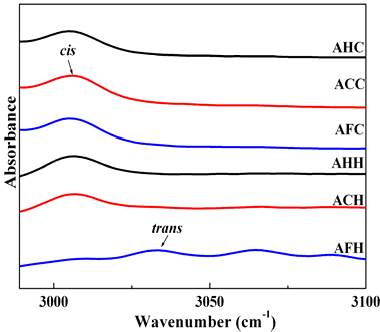 AHC
cis
ACC
AFC
AHH
ACH
trans
AFH
Absorbance
3000 3050 3100
Wavenumber (cm⁻¹)